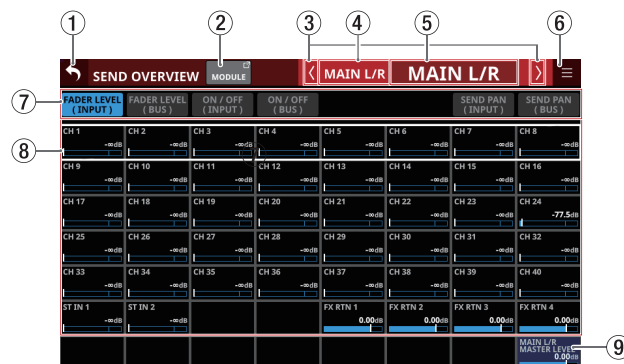 ① ② ③ ④ ⑤ ⑥
SEND OVERVIEW MODULE MAIN L/R MAIN L/R
⑦
FADER LEVEL FADER LEVEL ON / OFF ON / OFF SEND PAN SEND PAN
( INPUT ) ( BUS ) ( INPUT ) ( BUS ) ( INPUT ) ( BUS )
⑧
CH 1 CH 2 CH 3 CH 4 CH 5 CH 6 CH 7 CH 8
-∞dB -∞dB -∞dB -∞dB -∞dB -∞dB -∞dB -∞dB
CH 9 CH 10 CH 11 CH 12 CH 13 CH 14 CH 15 CH 16
-∞dB -∞dB -∞dB -∞dB -∞dB -∞dB -∞dB -∞dB
CH 17 CH 18 CH 19 CH 20 CH 21 CH 22 CH 23 CH 24
-∞dB -∞dB -∞dB -∞dB -∞dB -∞dB -∞dB -77.5dB
CH 25 CH 26 CH 27 CH 28 CH 29 CH 30 CH 31 CH 32
-∞dB -∞dB -∞dB -∞dB -∞dB -∞dB -∞dB -∞dB
CH 33 CH 34 CH 35 CH 36 CH 37 CH 38 CH 39 CH 40
-∞dB -∞dB -∞dB -∞dB -∞dB -∞dB -∞dB -∞dB
ST IN 1 ST IN 2 FX RTN 1 FX RTN 2 FX RTN 3 FX RTN 4
-∞dB -∞dB 0.00dB 0.00dB 0.00dB 0.00dB
MAIN L/R
MASTER LEVEL
0.00dB
⑨